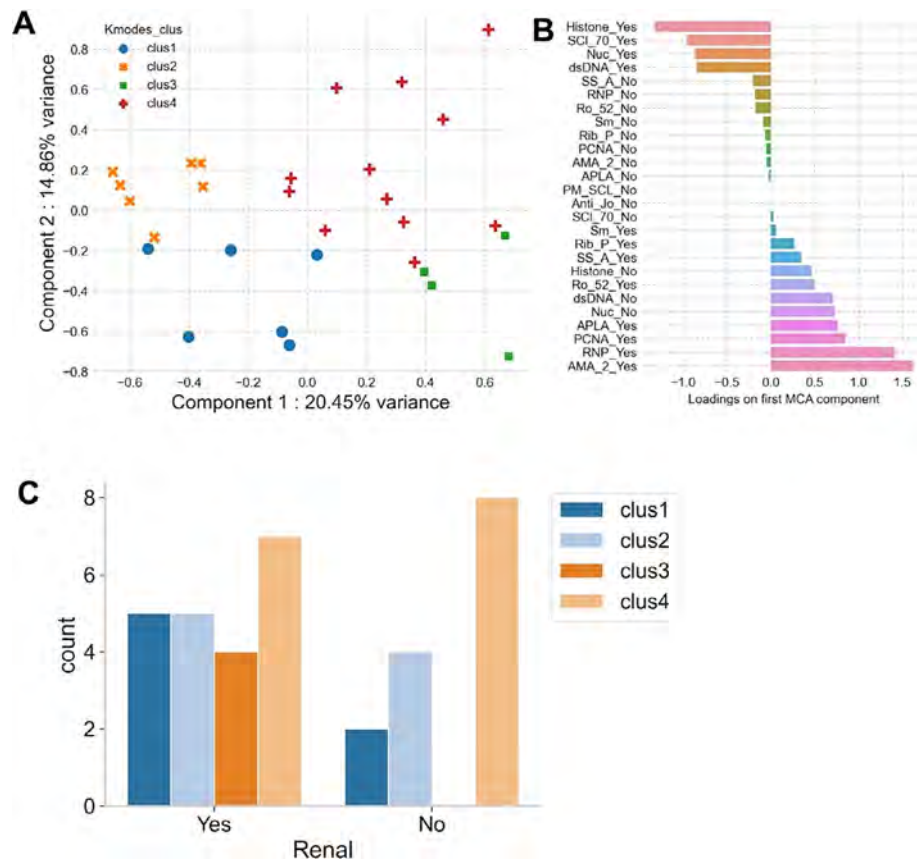 A
Kmodes_clus
clus1
clus2
clus3
clus4
0.8
0.6
0.4
0.2
0.0
−0.2
−0.4
−0.6
−0.8
Component 2 : 14.86% variance
−0.6
−0.4
−0.2
0.0
0.2
0.4
0.6
Component 1 : 20.45% variance
B
Histone_Yes
SCl_70_Yes
Nuc_Yes
dsDNA_Yes
SS_A_No
RNP_No
Ro_52_No
Sm_No
Rib_P_No
PCNA_No
AMA_2_No
APLA_No
PM_SCL_No
Anti_Jo_No
SCl_70_No
Sm_Yes
Rib_P_Yes
SS_A_Yes
Histone_No
Ro_52_Yes
dsDNA_No
Nuc_No
APLA_Yes
PCNA_Yes
RNP_Yes
AMA_2_Yes
−1.0
−0.5
0.0
0.5
1.0
1.5
Loadings on first MCA component
C
8
6
4
2
0
count
Yes
No
Renal
clus1
clus2
clus3
clus4